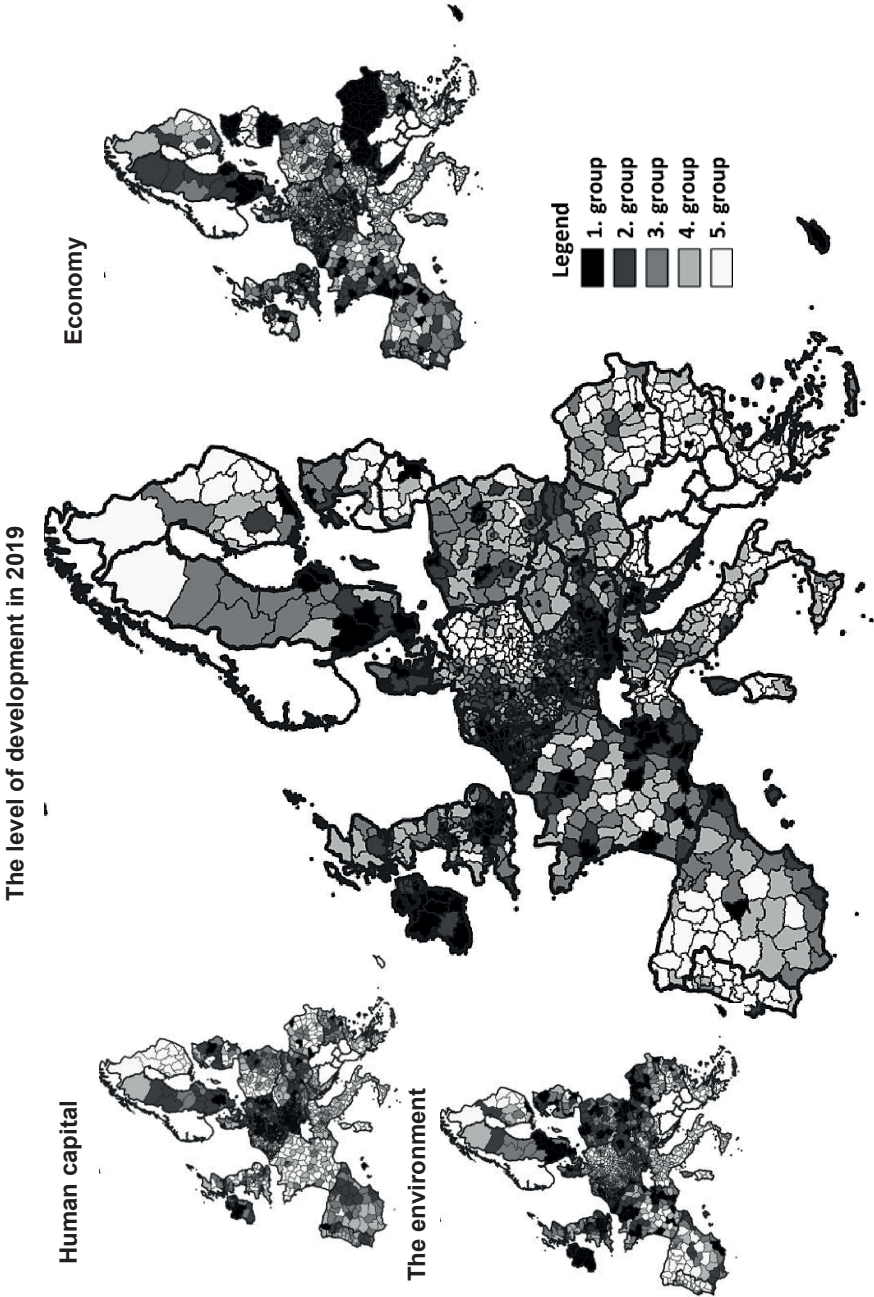 The level of development in 2019
Human capital
Economy
The environment
Legend
1. group
2. group
3. group
4. group
5. group